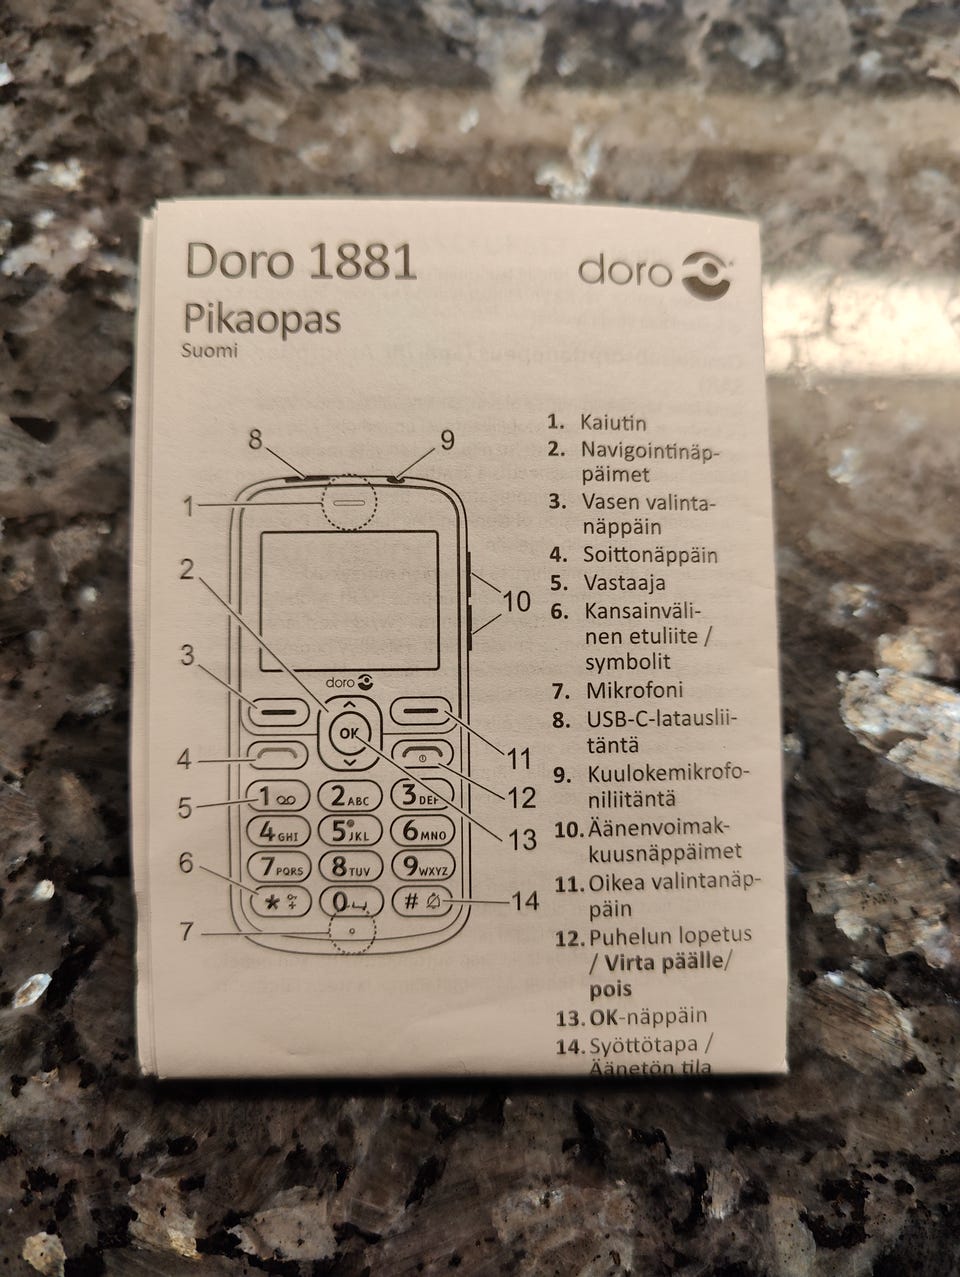 Doro 1881
doro
Pikaopas
Suomi
8
9
1
2
10
3
doro
OK
4
11
5
12
13
1
2ABC
3DEF
4GHI
5JKL
6MNO
7PQRS
8TUV
9WXYZ
6
* +
0
#
14
7
1. Kaiutin
2. Navigointinäp-
päimet
3. Vasen valinta-
näppäin
4. Soittonäppäin
5. Vastaaja
6. Kansainväli-
nen etuliite /
symbolit
7. Mikrofoni
8. USB-C-latauslii-
täntä
9. Kuulokemikrofo-
niliitäntä
10. Äänenvoimak-
kuusnäppäimet
11. Oikea valintanäp-
päin
12. Puhelun lopetus
/ Virta päälle/
pois
13. OK-näppäin
14. Syöttötapa /
Äänetön tila